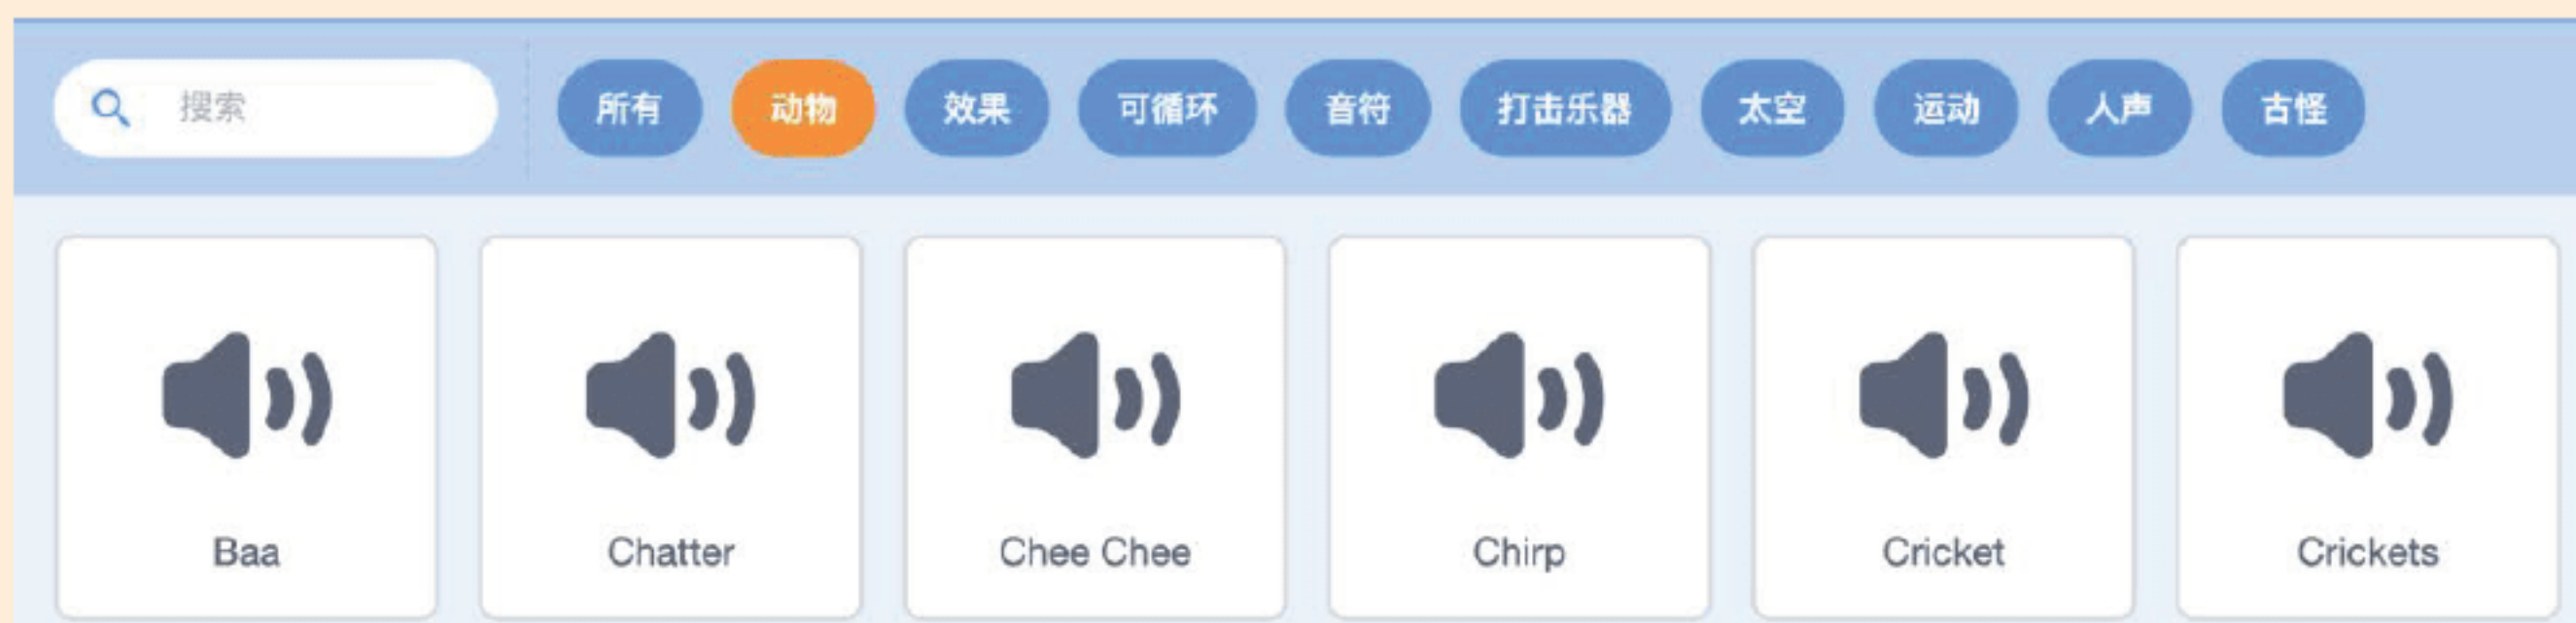 搜索 所有 动物 效果 可循环 音符 打击乐器 太空 运动 人声 古怪
Baa Chatter Chee Chee Chirp Cricket Crickets